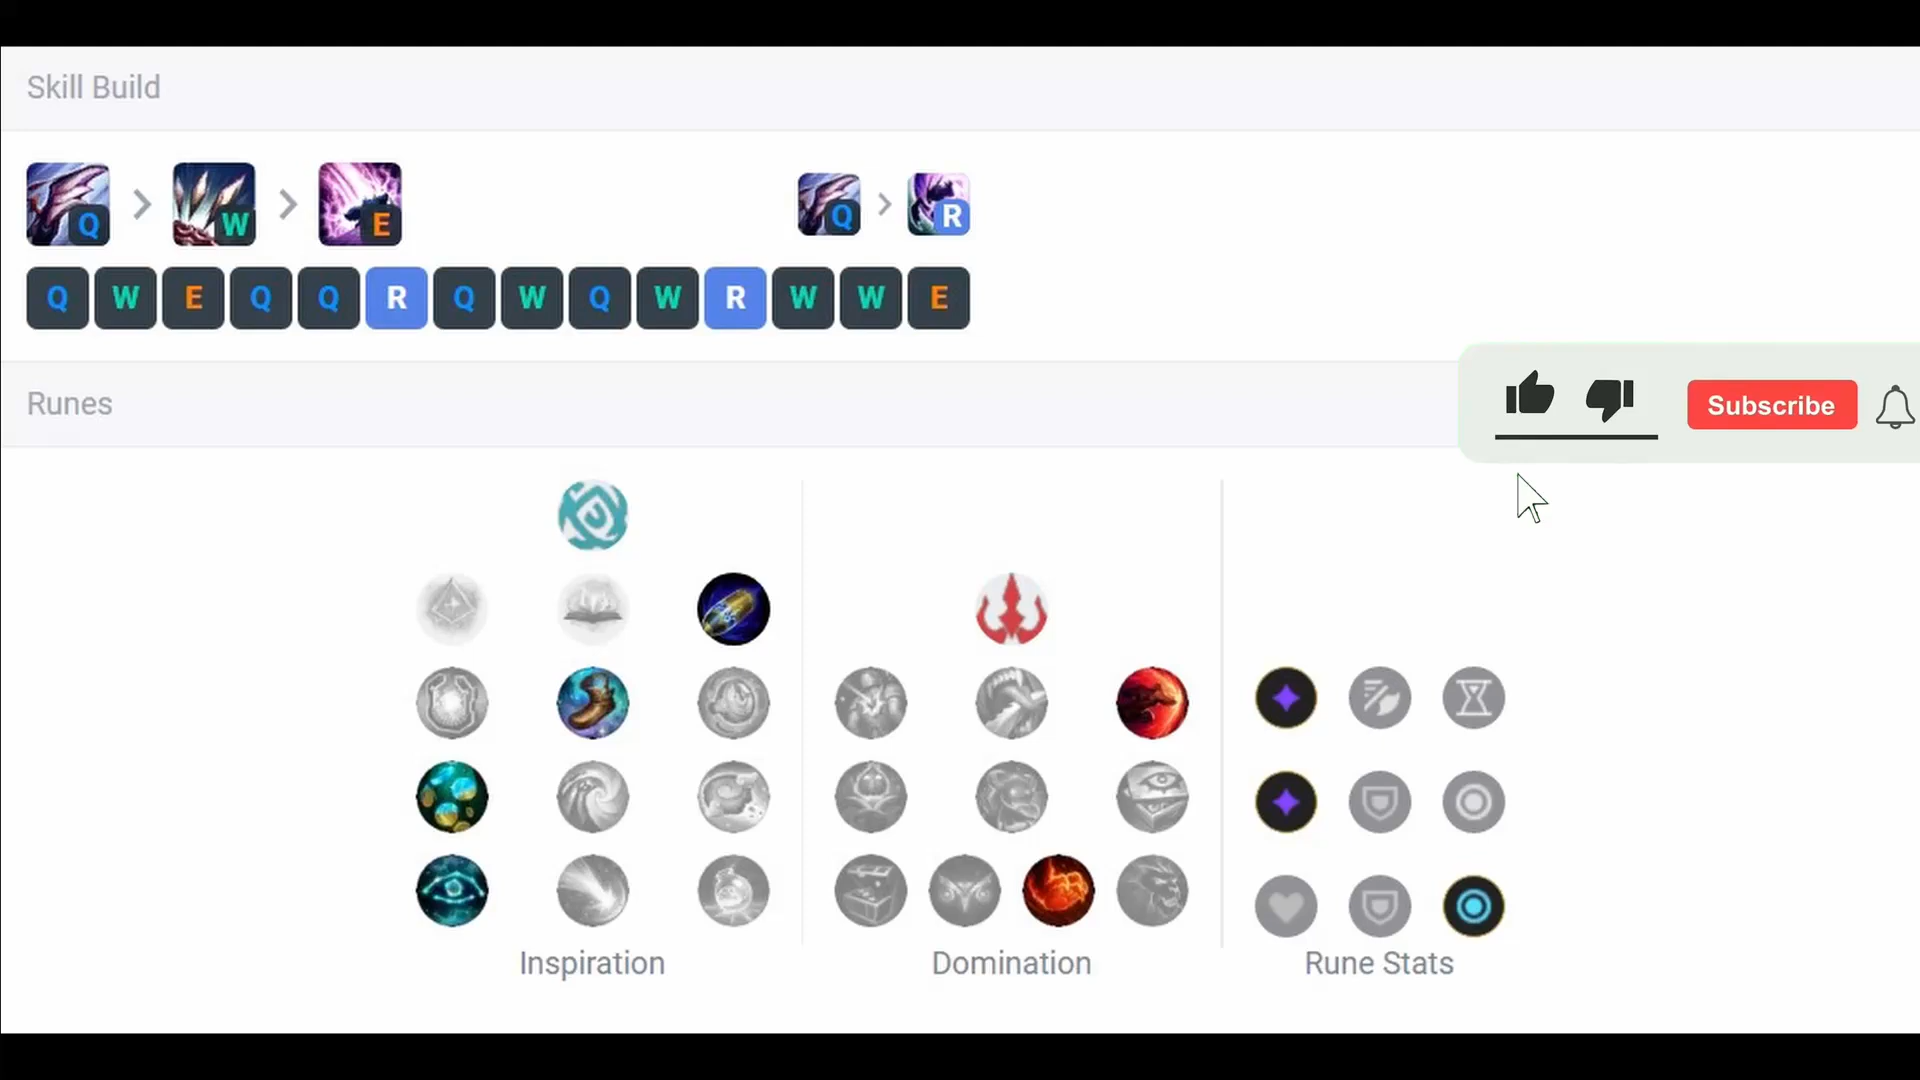 Skill Build
Q W E Q R
Q W E Q Q R Q W Q W R W W E
Runes
Subscribe
Inspiration Domination Rune Stats